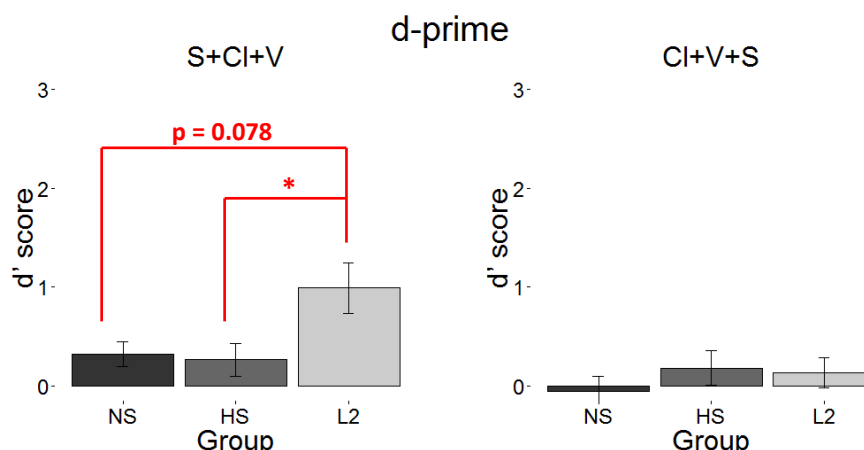 d-prime
S+Cl+V
3
2
1
0
d' score
p = 0.078
*
NS HS L2
Group
Cl+V+S
3
2
1
0
d' score
NS HS L2
Group